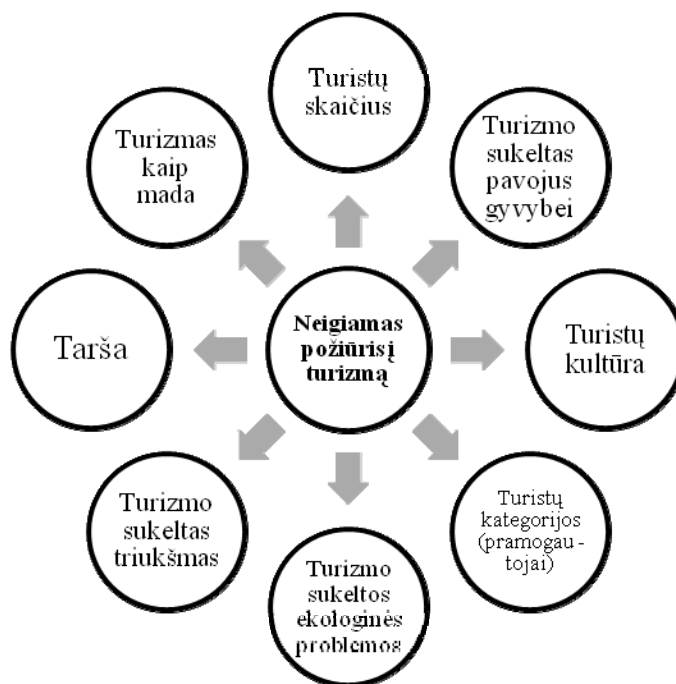 Turistų
skaičius
Turizmas
kaip
mada
Turizmo
sukeltas
pavojus
gyvybei
Tarša
Neigiamas
požiūrisį
turizmą
Turistų
kultūra
Turizmo
sukeltas
triukšmas
Turistų
kategorijos
(pramogau -
tojai)
Turizmo
sukeltos
ekologinės
problemos